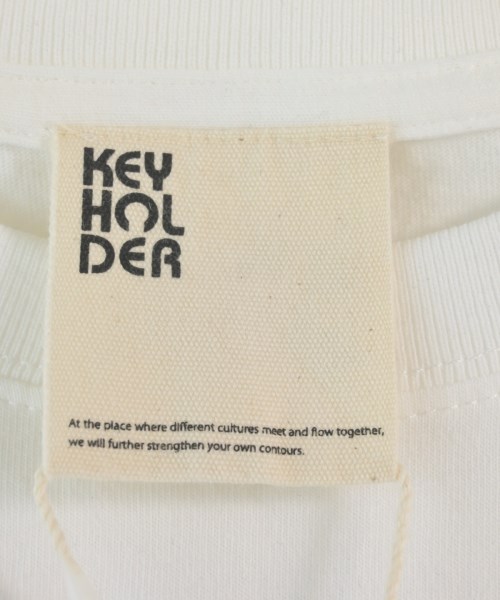 KEY
HOL
DER
At the place where different cultures meet and flow together,
we will further strengthen your own contours.